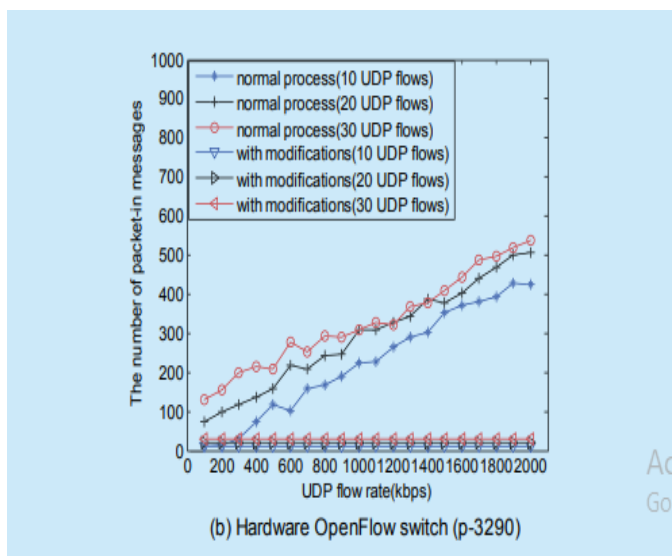 1000
900
800
700
600
500
400
300
200
100
0
The number of packet-in messages
normal process(10 UDP flows)
normal process(20 UDP flows)
normal process(30 UDP flows)
with modifications(10 UDP flows)
with modifications(20 UDP flows)
with modifications(30 UDP flows)
0 200 400 600 800 1000 1200 1400 1600 1800 2000
UDP flow rate(kbps)
(b) Hardware OpenFlow switch (p-3290)
Ac
Go